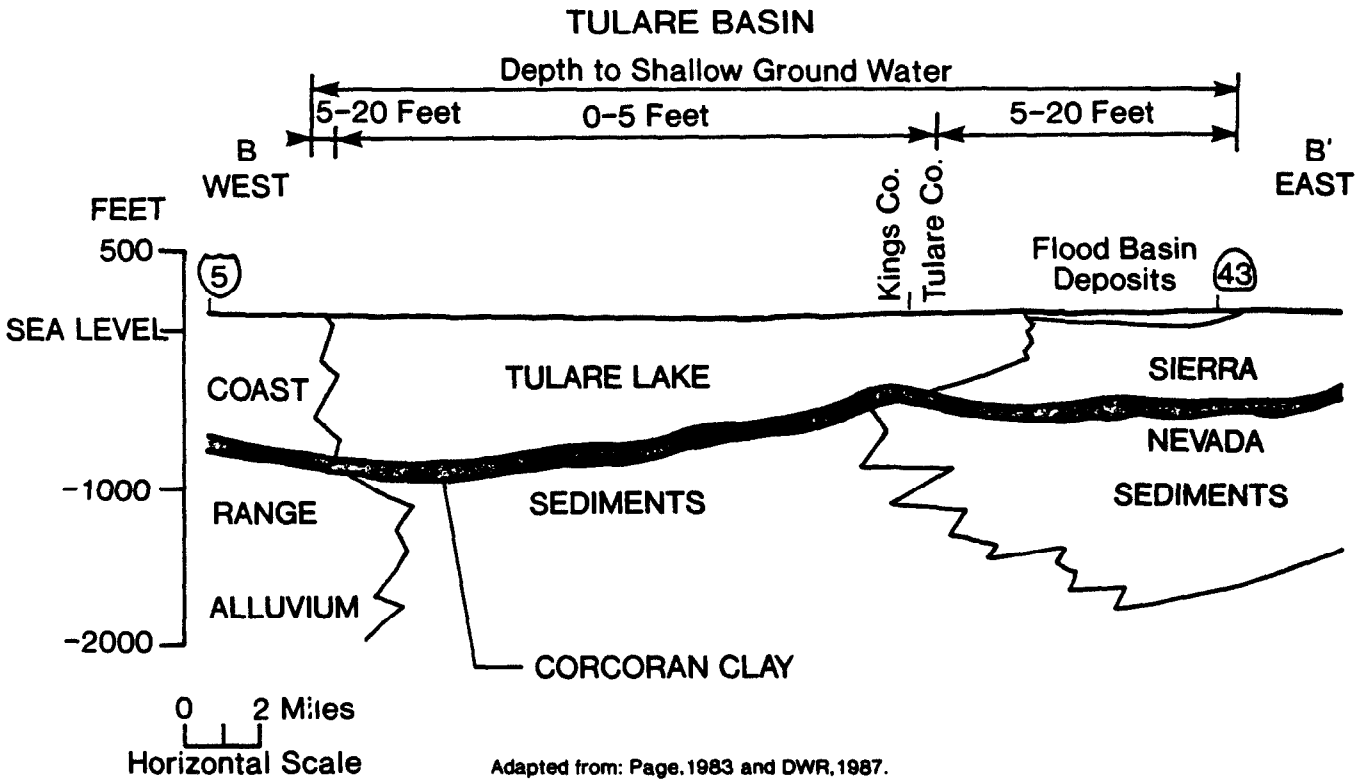 TULARE BASIN
Depth to Shallow Ground Water
5-20 Feet
0-5 Feet
5-20 Feet
B
WEST
B'
EAST
Kings Co.
Tulare Co.
FEET
500
5
Flood Basin
Deposits
43
SEA LEVEL
COAST
TULARE LAKE
SIERRA
NEVADA
-1000
RANGE
SEDIMENTS
SEDIMENTS
ALLUVIUM
-2000
CORCORAN CLAY
0 2 Miles
Horizontal Scale
Adapted from: Page, 1983 and DWR, 1987.